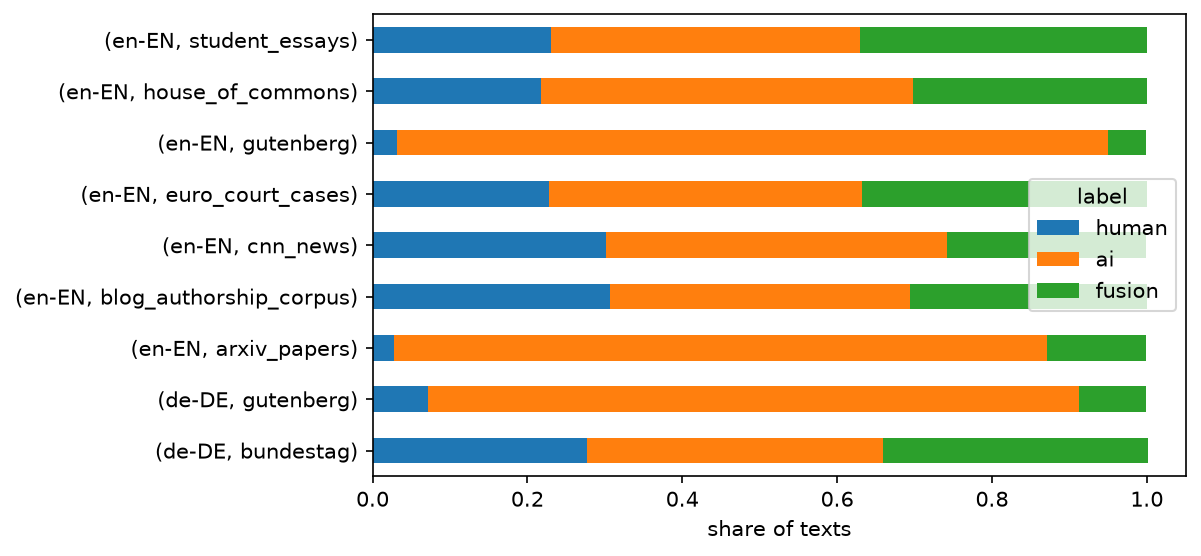 (en-EN, student_essays)
(en-EN, house_of_commons)
(en-EN, gutenberg)
(en-EN, euro_court_cases)
(en-EN, cnn_news)
(en-EN, blog_authorship_corpus)
(en-EN, arxiv_papers)
(de-DE, gutenberg)
(de-DE, bundestag)
label
human
ai
fusion
0.0 0.2 0.4 0.6 0.8 1.0
share of texts